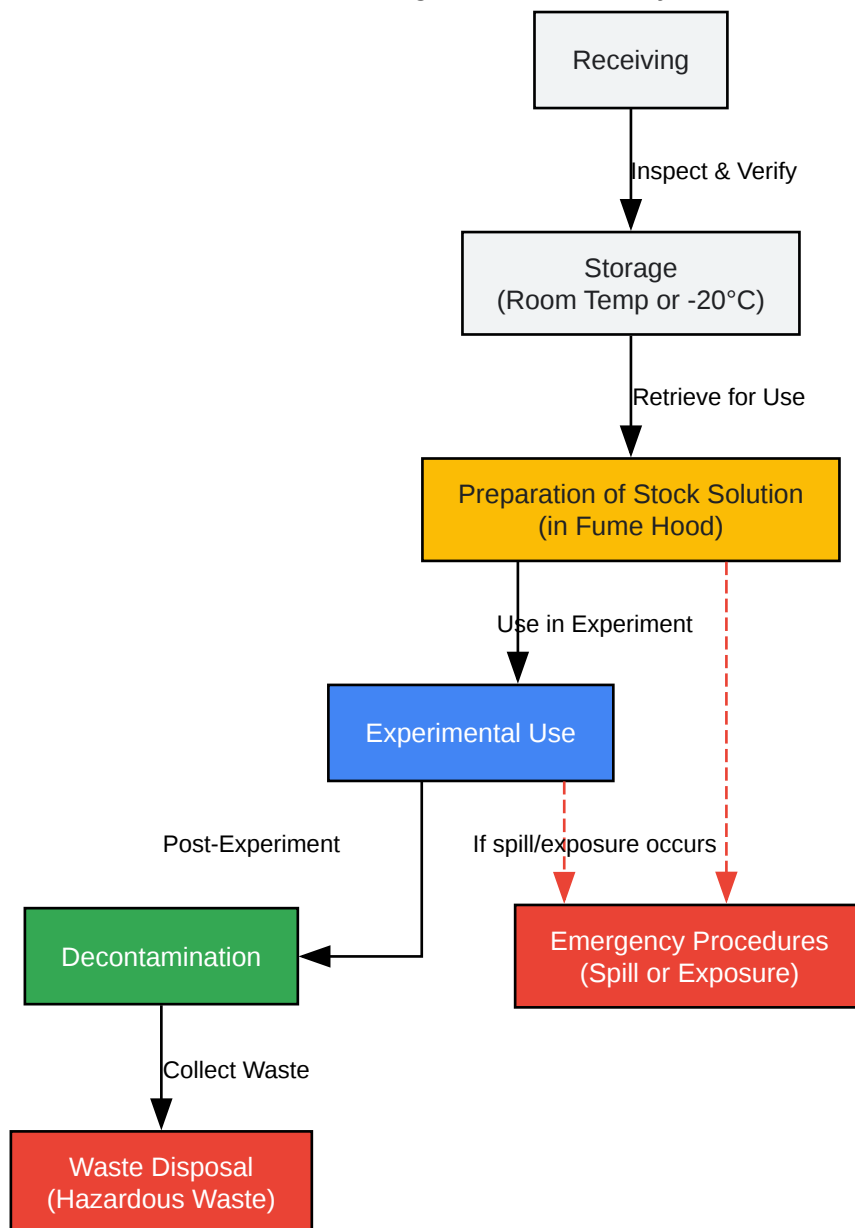 Receiving
Inspect & Verify
Storage
(Room Temp or -20°C)
Retrieve for Use
Preparation of Stock Solution
(in Fume Hood)
Use in Experiment
Experimental Use
Post-Experiment
If spill/exposure occurs
Decontamination
Emergency Procedures
(Spill or Exposure)
Collect Waste
Waste Disposal
(Hazardous Waste)